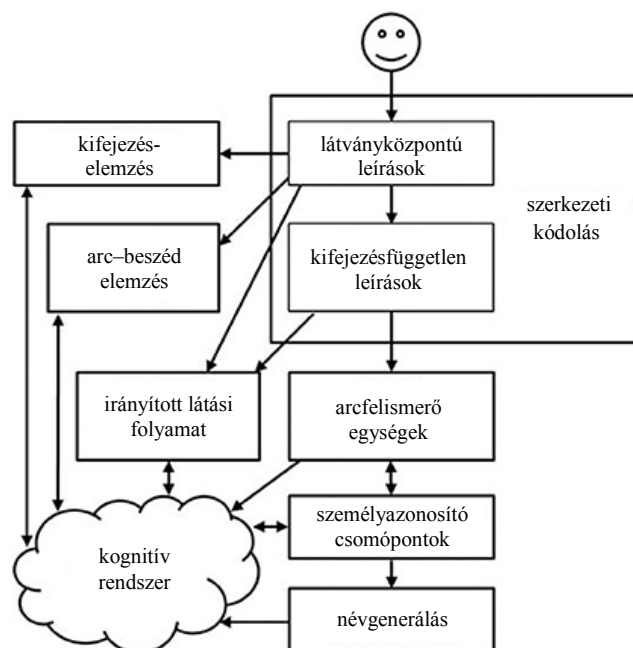 kifejezés-
elemzés
látványközpontú
leírások
szerkezeti
kódolás
arc–beszéd
elemzés
kifejezésfüggetlen
leírások
irányított látási
folyamat
arcfelismerő
egységek
kognitív
rendszer
személyazonosító
csomópontok
névgenerálás